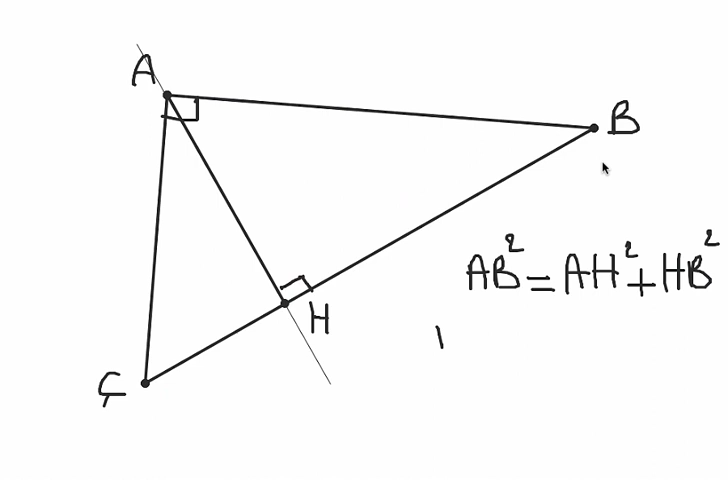 A
B
AB² = AH² + HB²
H
C